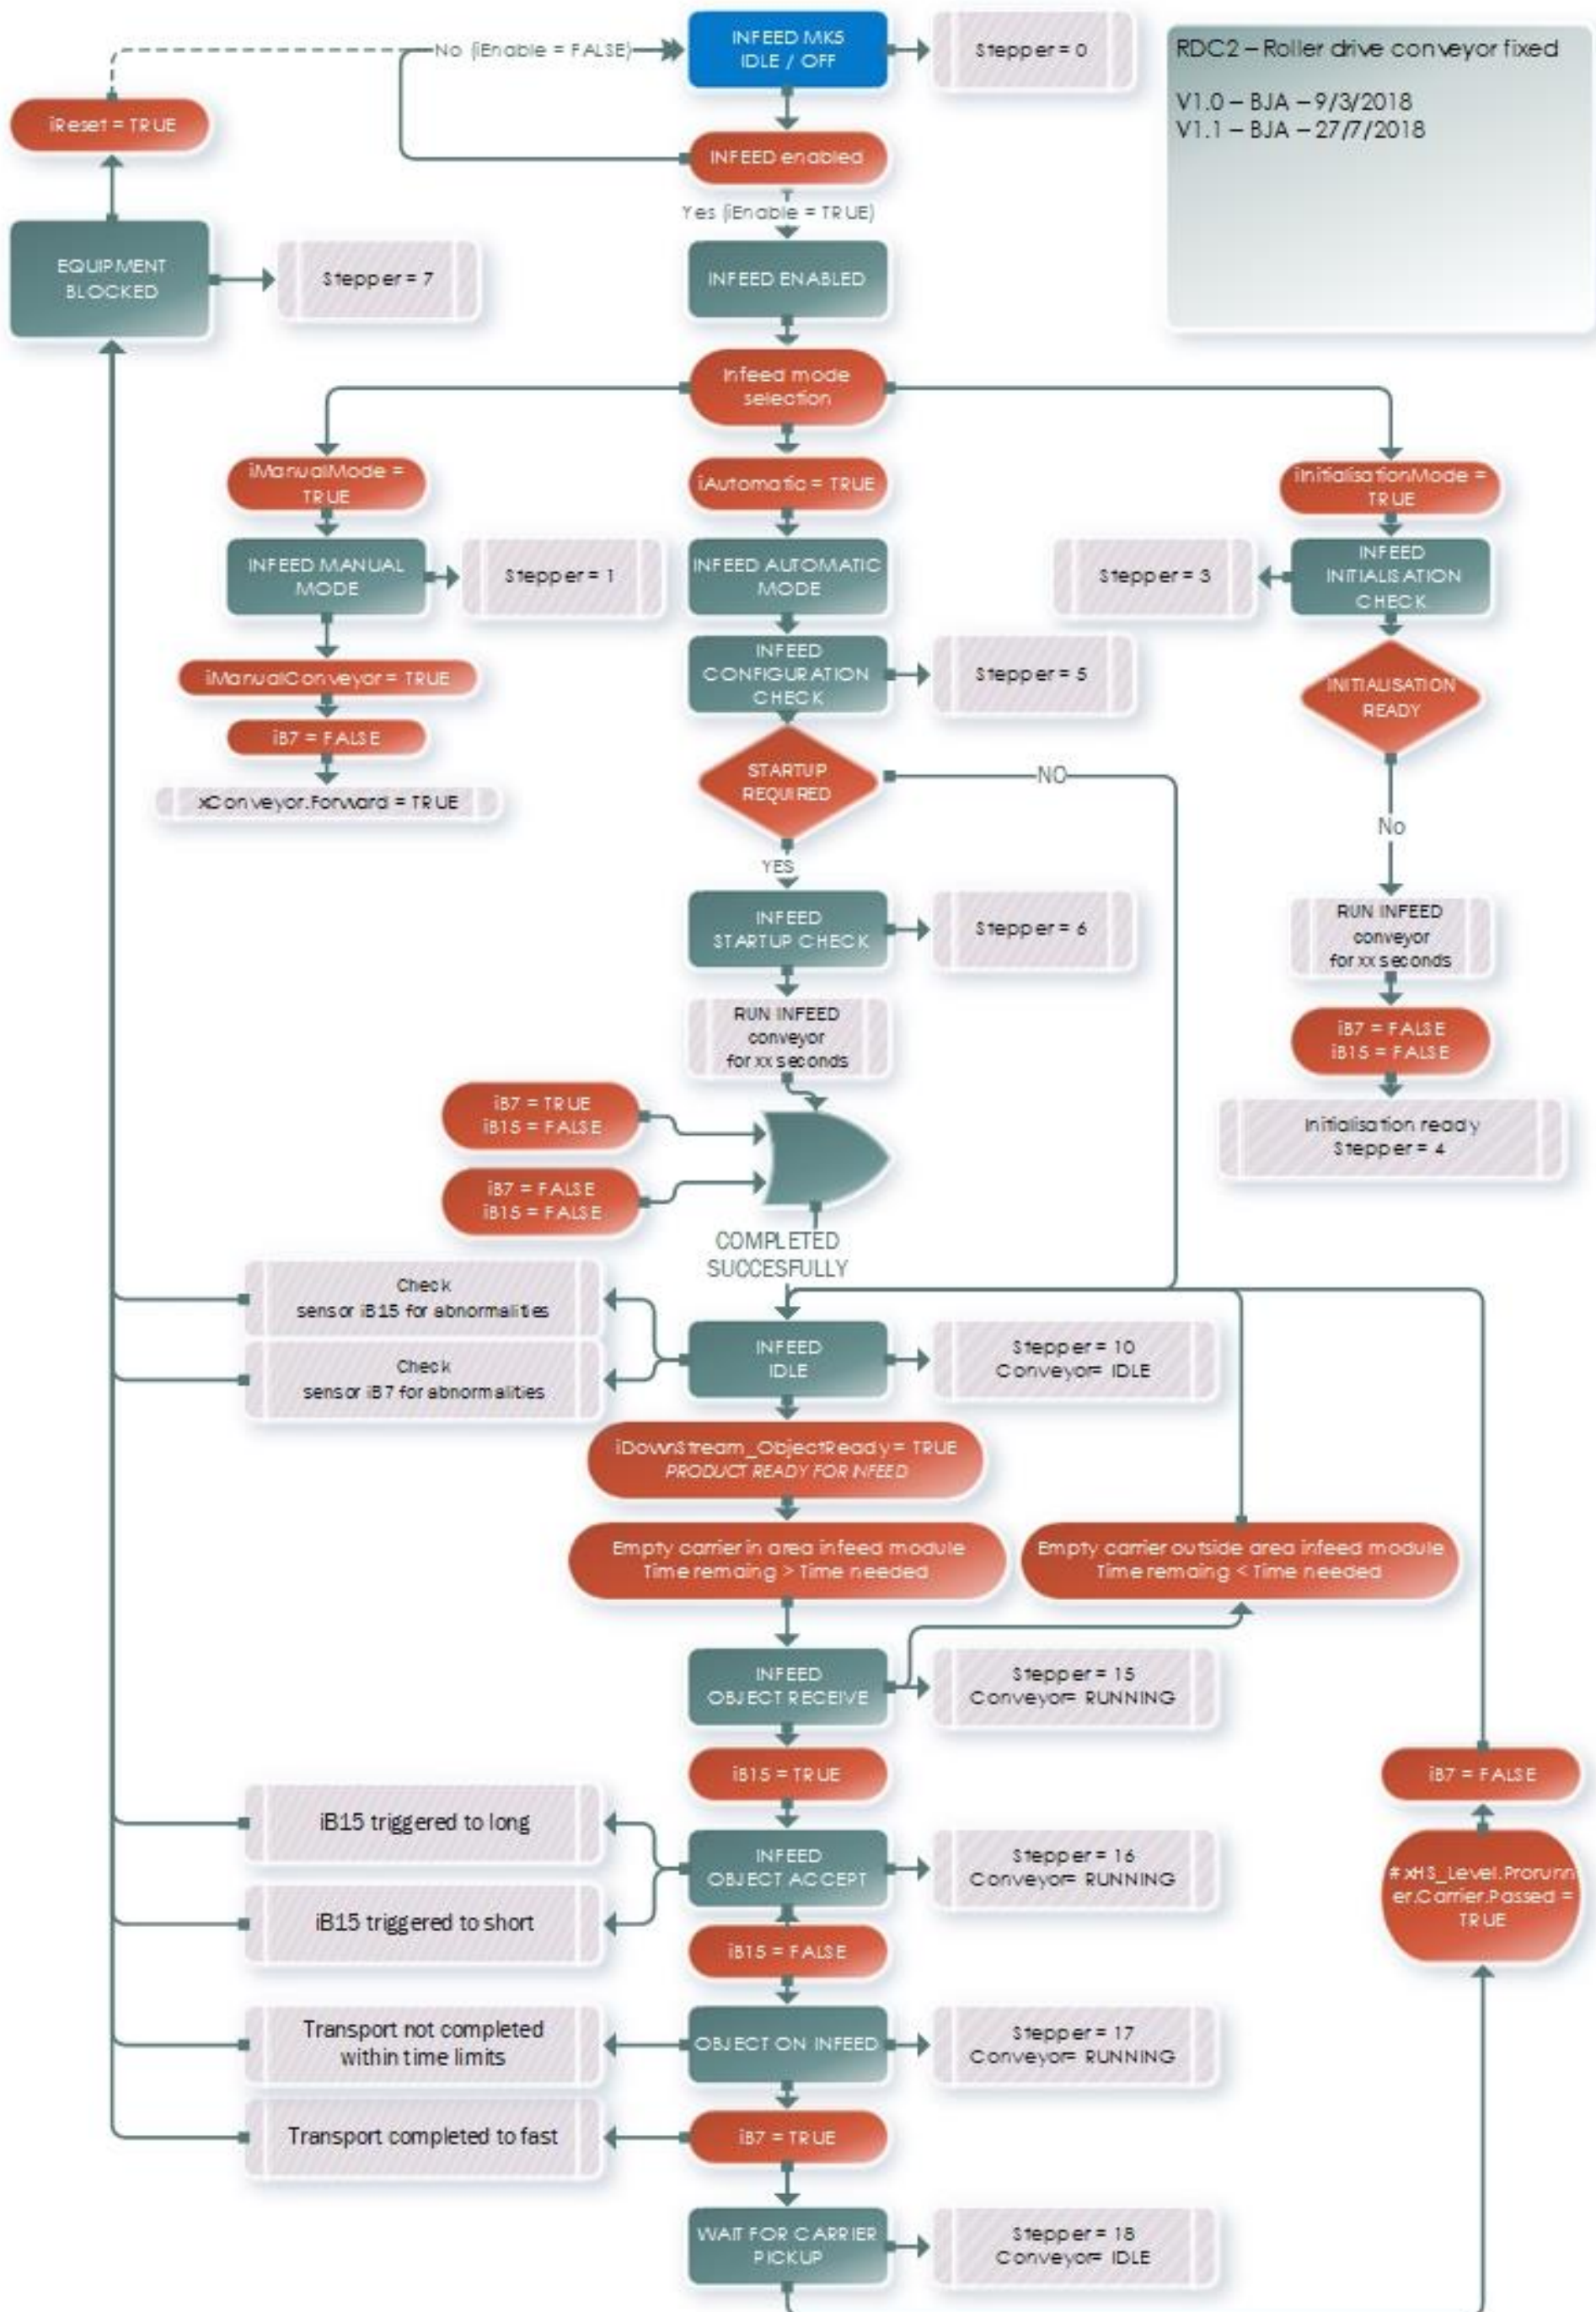 No (iEnable = FALSE)
INFEED MK5
IDLE / OFF
Stepper = 0
RDC2 – Roller drive conveyor fixed
V1.0 – BJA – 9/3/2018
V1.1 – BJA – 27/7/2018
iReset = TRUE
INFEED enabled
Yes (iEnable = TRUE)
EQUIPMENT
BLOCKED
Stepper = 7
INFEED ENABLED
Infeed mode
selection
iManualMode =
TRUE
iAutomatic = TRUE
iInitialisationMode =
TRUE
INFEED MANUAL
MODE
Stepper = 1
INFEED AUTOMATIC
MODE
Stepper = 3
INFEED
INITIALISATION
CHECK
iManualConveyor = TRUE
INFEED
CONFIGURATION
CHECK
Stepper = 5
INITIALISATION
READY
iB7 = FALSE
xConveyor.Forward = TRUE
STARTUP
REQUIRED
NO
No
YES
INFEED
STARTUP CHECK
Stepper = 6
RUN INFEED
conveyor
for xx seconds
RUN INFEED
conveyor
for xx seconds
iB7 = FALSE
iB15 = FALSE
iB7 = TRUE
iB15 = FALSE
Initialisation ready
Stepper = 4
iB7 = FALSE
iB15 = FALSE
COMPLETED
SUCCESFULLY
Check
sensor iB15 for abnormalities
Check
sensor iB7 for abnormalities
INFEED
IDLE
Stepper = 10
Conveyor= IDLE
iDownStream_ObjectReady = TRUE
PRODUCT READY FOR INFEED
Empty carrier in area infeed module
Time remaing > Time needed
Empty carrier outside area infeed module
Time remaing < Time needed
INFEED
OBJECT RECEIVE
Stepper = 15
Conveyor= RUNNING
iB15 = TRUE
iB7 = FALSE
iB15 triggered to long
INFEED
OBJECT ACCEPT
Stepper = 16
Conveyor= RUNNING
#xHS_Level.Prorunn
er.Carrier.Passed =
TRUE
iB15 triggered to short
iB15 = FALSE
Transport not completed
within time limits
OBJECT ON INFEED
Stepper = 17
Conveyor= RUNNING
Transport completed to fast
iB7 = TRUE
WAIT FOR CARRIER
PICKUP
Stepper = 18
Conveyor= IDLE